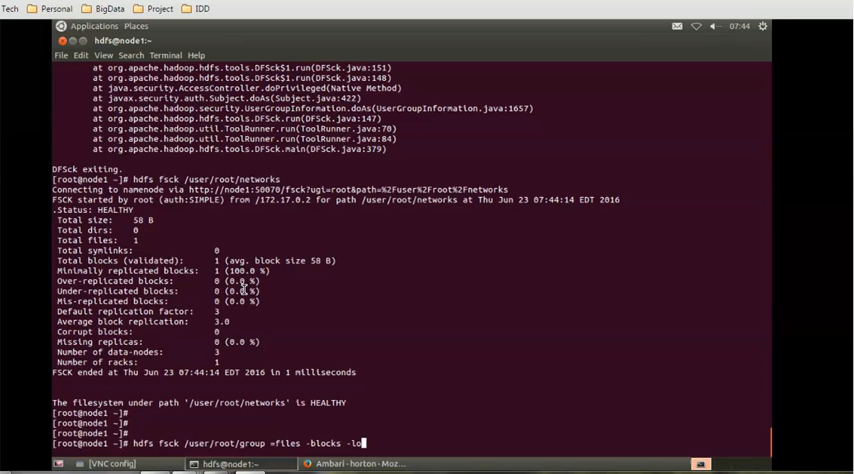 Tech Personal BigData Project IDD
Applications Places 07:44
hdfs@node1:~
File Edit View Search Terminal Help
at org.apache.hadoop.hdfs.tools.DFSck$1.run(DFSck.java:151)
at org.apache.hadoop.hdfs.tools.DFSck$1.run(DFSck.java:148)
at java.security.AccessController.doPrivileged(Native Method)
at javax.security.auth.Subject.doAs(Subject.java:422)
at org.apache.hadoop.security.UserGroupInformation.doAs(UserGroupInformation.java:1657)
at org.apache.hadoop.hdfs.tools.DFSck.run(DFSck.java:147)
at org.apache.hadoop.util.ToolRunner.run(ToolRunner.java:70)
at org.apache.hadoop.util.ToolRunner.run(ToolRunner.java:84)
at org.apache.hadoop.hdfs.tools.DFSck.main(DFSck.java:379)
DFSck exiting.
[root@node1 ~]# hdfs fsck /user/root/networks
Connecting to namenode via http://node1:50070/fsck?ugi=root&path=%2Fuser%2Froot%2Fnetworks
FSCK started by root (auth:SIMPLE) from /172.17.0.2 for path /user/root/networks at Thu Jun 23 07:44:14 EDT 2016
.Status: HEALTHY
Total size: 58 B
Total dirs: 0
Total files: 1
Total symlinks: 0
Total blocks (validated): 1 (avg. block size 58 B)
Minimally replicated blocks: 1 (100.0 %)
Over-replicated blocks: 0 (0.0 %)
Under-replicated blocks: 0 (0.0 %)
Mis-replicated blocks: 0 (0.0 %)
Default replication factor: 3
Average block replication: 3.0
Corrupt blocks: 0
Missing replicas: 0 (0.0 %)
Number of data-nodes: 3
Number of racks: 1
FSCK ended at Thu Jun 23 07:44:14 EDT 2016 in 1 milliseconds
The filesystem under path '/user/root/networks' is HEALTHY
[root@node1 ~]#
[root@node1 ~]#
[root@node1 ~]#
[root@node1 ~]# hdfs fsck /user/root/group =files -blocks -lo
[VNC config] hdfs@node1:~ Ambari - horton - Moz...